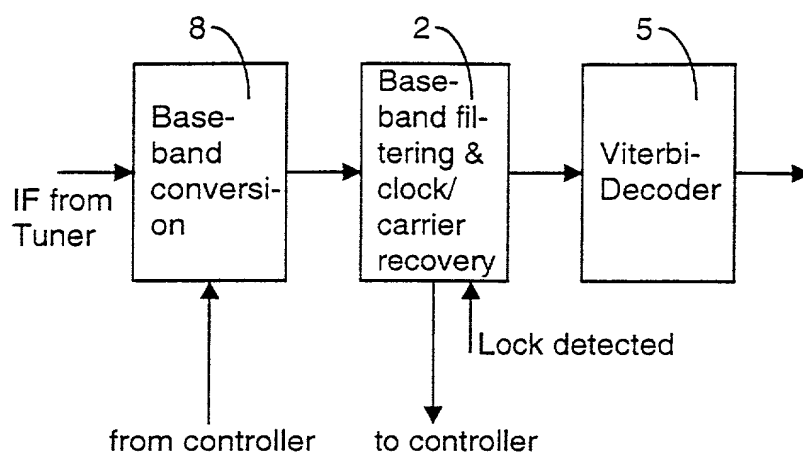 8
2
5
Base-
band
conversi-
on
Base-
band fil-
tering &
clock/
carrier
recovery
Viterbi-
Decoder
IF from
Tuner
Lock detected
from controller
to controller